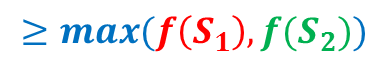 ≥ max(f(S₁), f(S₂))